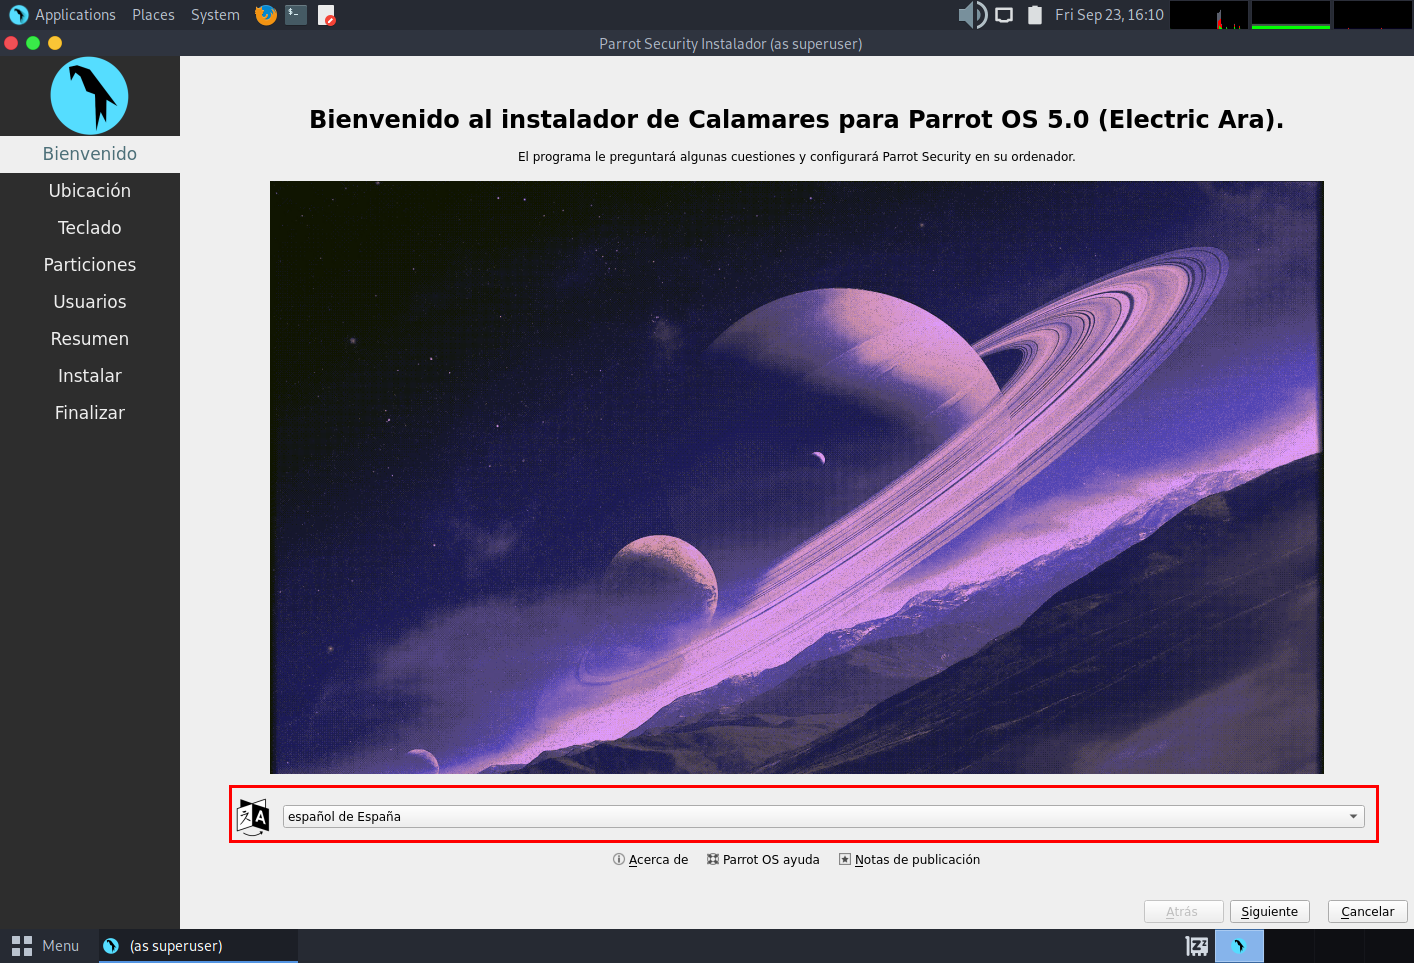 Applications Places System Fri Sep 23, 16:10
Parrot Security Instalador (as superuser)
Bienvenido
Ubicación
Teclado
Particiones
Usuarios
Resumen
Instalar
Finalizar
Bienvenido al instalador de Calamares para Parrot OS 5.0 (Electric Ara).
El programa le preguntará algunas cuestiones y configurará Parrot Security en su ordenador.
español de España
Acerca de Parrot OS ayuda Notas de publicación
Atrás Siguiente Cancelar
Menu (as superuser)